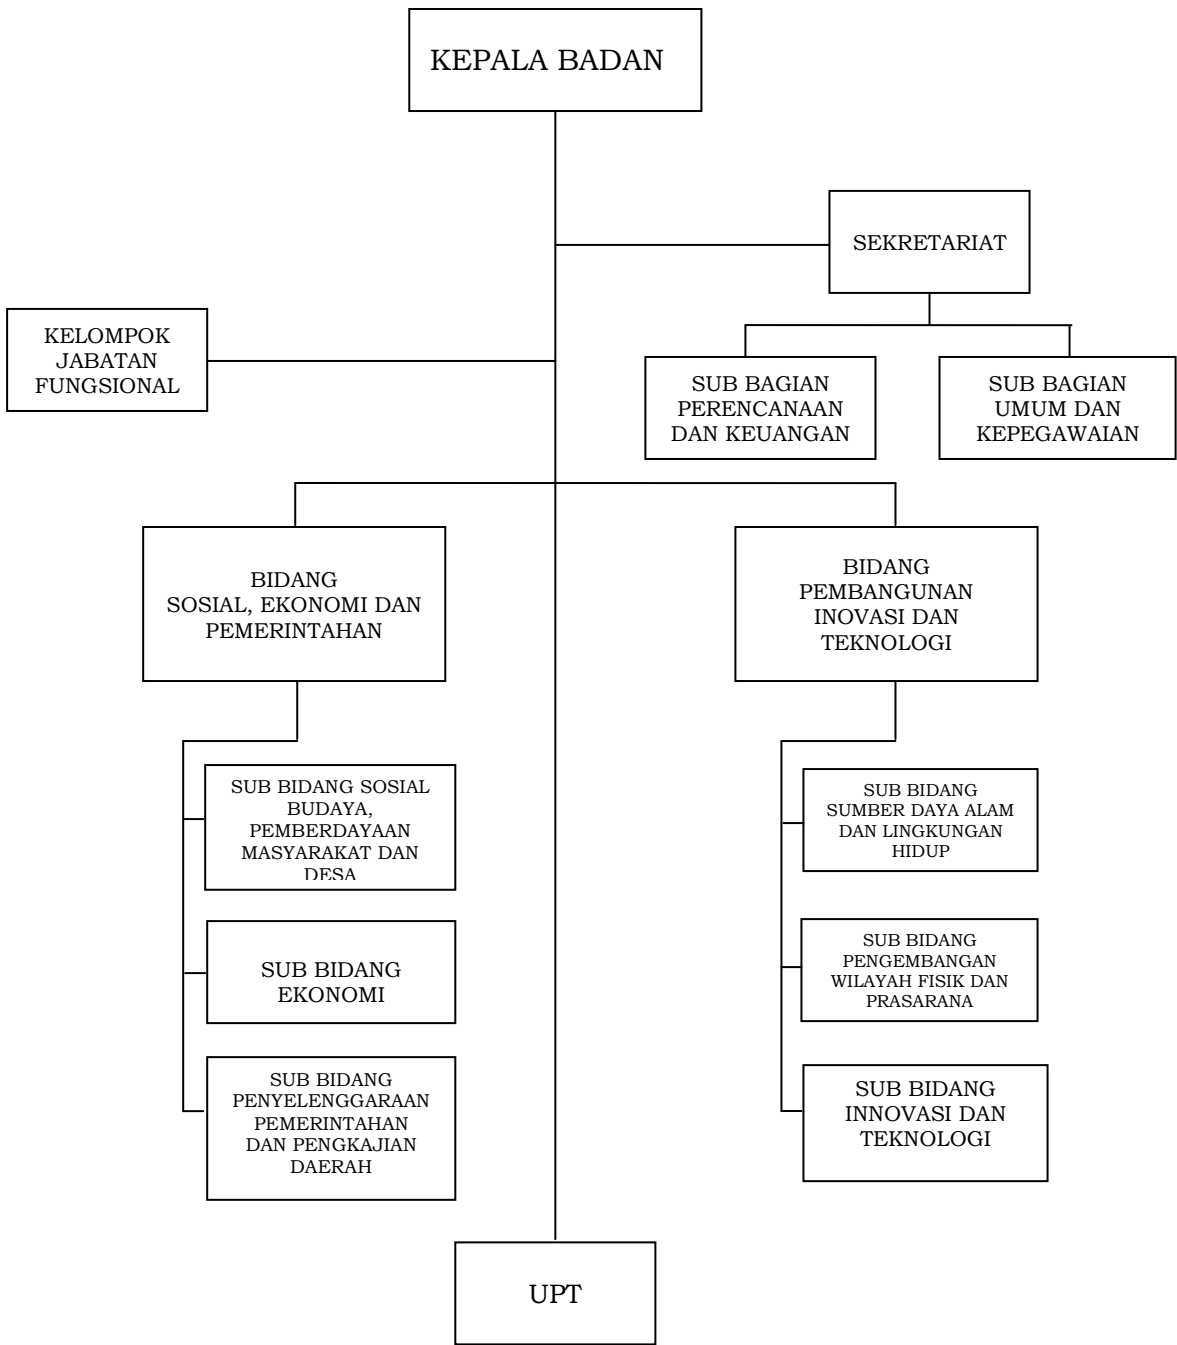 KEPALA BADAN
SEKRETARIAT
KELOMPOK
JABATAN
FUNGSIONAL
SUB BAGIAN
PERENCANAAN
DAN KEUANGAN
SUB BAGIAN
UMUM DAN
KEPEGAWAIAN
BIDANG
SOSIAL, EKONOMI DAN
PEMERINTAHAN
BIDANG
PEMBANGUNAN
INOVASI DAN
TEKNOLOGI
SUB BIDANG SOSIAL
BUDAYA,
PEMBERDAYAAN
MASYARAKAT DAN
DESA
SUB BIDANG
SUMBER DAYA ALAM
DAN LINGKUNGAN
HIDUP
SUB BIDANG
EKONOMI
SUB BIDANG
PENGEMBANGAN
WILAYAH FISIK DAN
PRASARANA
SUB BIDANG
PENYELENGGARAAN
PEMERINTAHAN
DAN PENGKAJIAN
DAERAH
SUB BIDANG
INNOVASI DAN
TEKNOLOGI
UPT